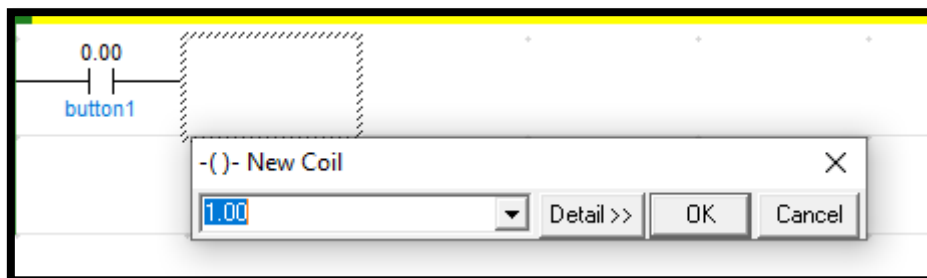 0.00
button1
-( )- New Coil
1.00
Detail >>
OK
Cancel